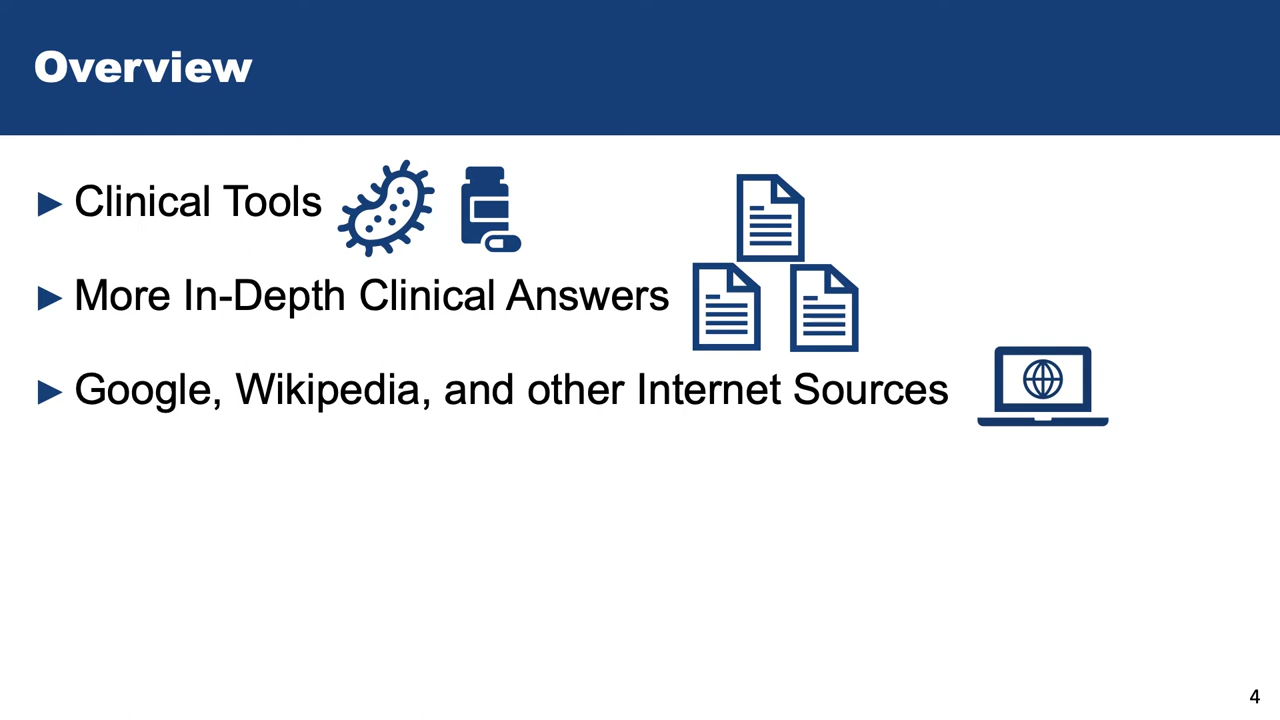 Overview
► Clinical Tools
► More In-Depth Clinical Answers
► Google, Wikipedia, and other Internet Sources
4